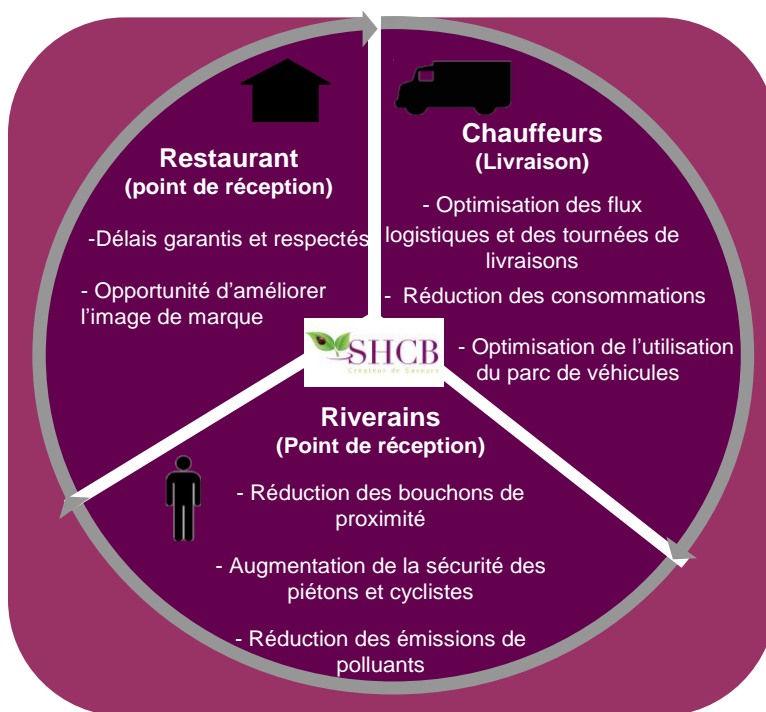 Restaurant
(point de réception)
-Délais garantis et respectés
- Opportunité d'améliorer
l'image de marque
Chauffeurs
(Livraison)
- Optimisation des flux
logistiques et des tournées de
livraisons
- Réduction des consommations
- Optimisation de l'utilisation
du parc de véhicules
SHCB
Créateur de Saveurs
Riverains
(Point de réception)
- Réduction des bouchons de
proximité
- Augmentation de la sécurité des
piétons et cyclistes
- Réduction des émissions de
polluants